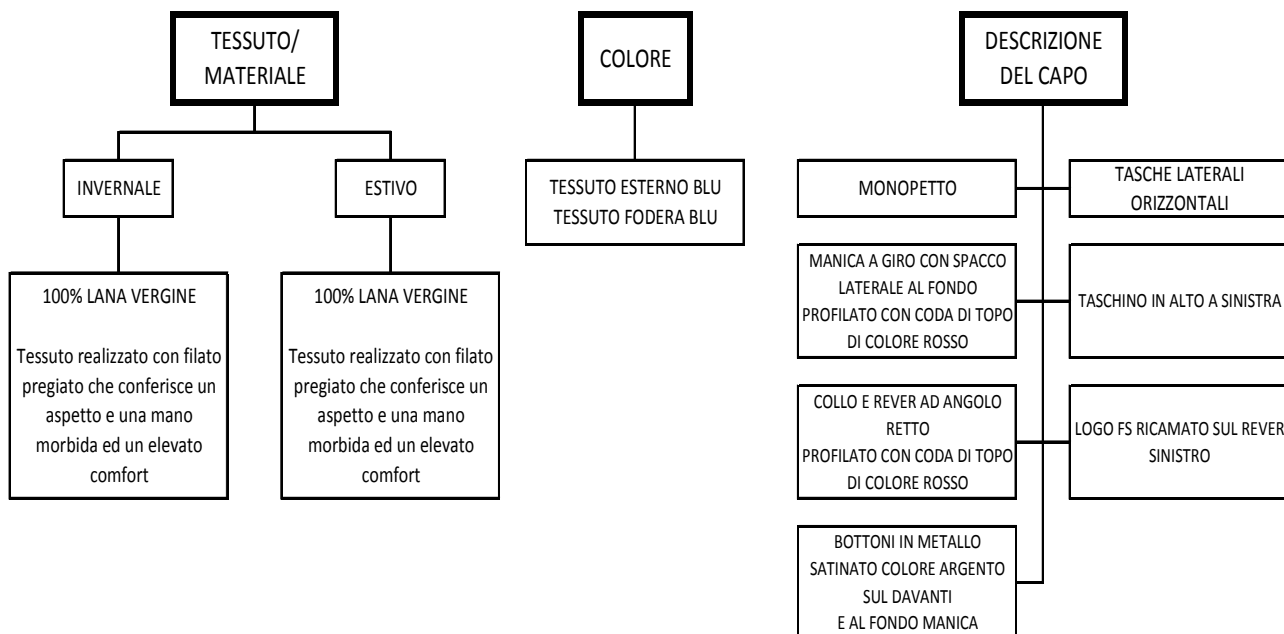 TESSUTO/
MATERIALE
INVERNALE
ESTIVO
100% LANA VERGINE
Tessuto realizzato con filato
pregiato che conferisce un
aspetto e una mano
morbida ed un elevato
comfort
100% LANA VERGINE
Tessuto realizzato con filato
pregiato che conferisce un
aspetto e una mano
morbida ed un elevato
comfort
COLORE
TESSUTO ESTERNO BLU
TESSUTO FODERA BLU
DESCRIZIONE
DEL CAPO
MONOPETTO
TASCHE LATERALI
ORIZZONTALI
MANICA A GIRO CON SPACCO
LATERALE AL FONDO
PROFILATO CON CODA DI TOPO
DI COLORE ROSSO
TASCHINO IN ALTO A SINISTRA
COLLO E REVER AD ANGOLO
RETTO
PROFILATO CON CODA DI TOPO
DI COLORE ROSSO
LOGO FS RICAMATO SUL REVER
SINISTRO
BOTTONI IN METALLO
SATINATO COLORE ARGENTO
SUL DAVANTI
E AL FONDO MANICA